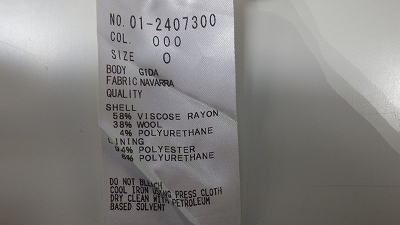 NO. 01-2407300
COL. 000
SIZE 0
BODY GIDA
FABRIC NAVARRA
QUALITY
SHELL
58% VISCOSE RAYON
38% WOOL
4% POLYURETHANE
LINING
94% POLYESTER
6% POLYURETHANE
DO NOT BLEACH
COOL IRON USING PRESS CLOTH
DRY CLEAN WITH PETROLEUM
BASED SOLVENT